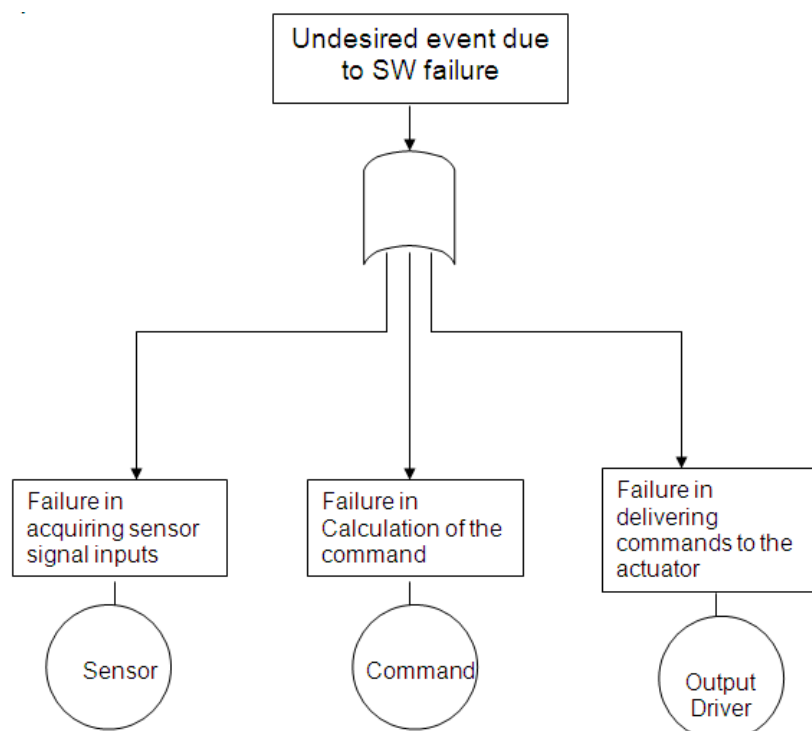 Undesired event due
to SW failure
Failure in
acquiring sensor
signal inputs
Failure in
Calculation of the
command
Failure in
delivering
commands to the
actuator
Sensor
Command
Output
Driver